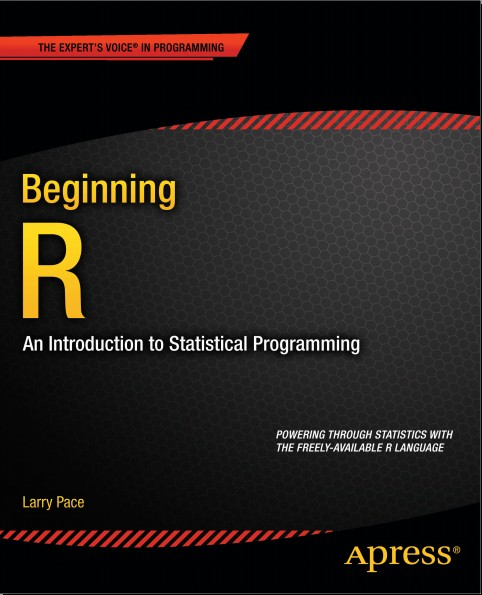 THE EXPERT'S VOICE® IN PROGRAMMING
Beginning
R
An Introduction to Statistical Programming
POWERING THROUGH STATISTICS WITH
THE FREELY-AVAILABLE R LANGUAGE
Larry Pace
Apress®